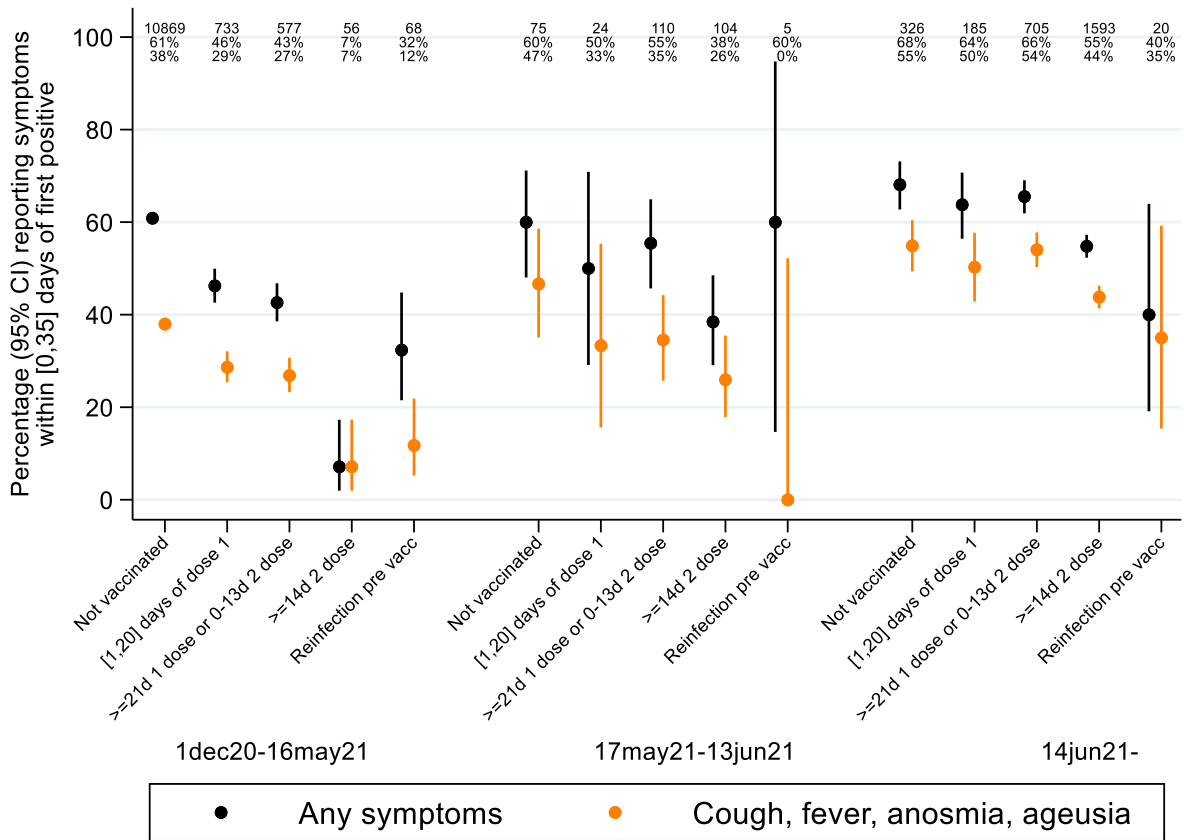 Percentage (95% CI) reporting symptoms
within [0,35] days of first positive
100
80
60
40
20
0
10869 733 577 56 68 75 24 110 104 5 326 185 705 1593 20
61% 46% 43% 7% 32% 60% 50% 55% 38% 60% 68% 64% 66% 55% 40%
38% 29% 27% 7% 12% 47% 33% 35% 26% 0% 55% 50% 54% 44% 35%
Not vaccinated
[1,20] days of dose 1
>=21d 1 dose or 0-13d 2 dose
>=14d 2 dose
Reinfection pre vacc
Not vaccinated
[1,20] days of dose 1
>=21d 1 dose or 0-13d 2 dose
>=14d 2 dose
Reinfection pre vacc
Not vaccinated
[1,20] days of dose 1
>=21d 1 dose or 0-13d 2 dose
>=14d 2 dose
Reinfection pre vacc
1dec20-16may21 17may21-13jun21 14jun21-
Any symptoms Cough, fever, anosmia, ageusia